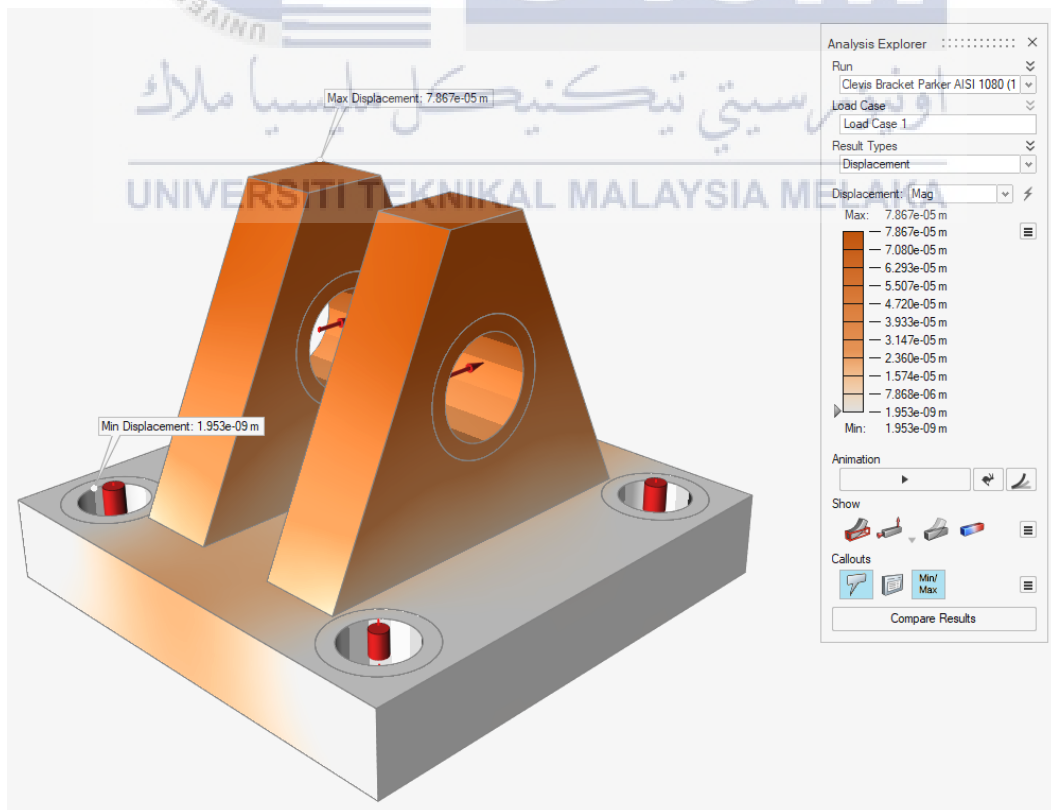 UNIVE
اونيورسيتي تيكنيكل مليسيا ملاك
UNIVERSITI TEKNIKAL MALAYSIA MELAKA
Max Displacement: 7.867e-05 m
Min Displacement: 1.953e-09 m
Analysis Explorer
Run
Clevis Bracket Parker AISI 1080 (1
Load Case
Load Case 1
Result Types
Displacement
Displacement: Mag
Max: 7.867e-05 m
7.867e-05 m
7.080e-05 m
6.293e-05 m
5.507e-05 m
4.720e-05 m
3.933e-05 m
3.147e-05 m
2.360e-05 m
1.574e-05 m
7.868e-06 m
1.953e-09 m
Min: 1.953e-09 m
Animation
Show
Callouts
Min/
Max
Compare Results